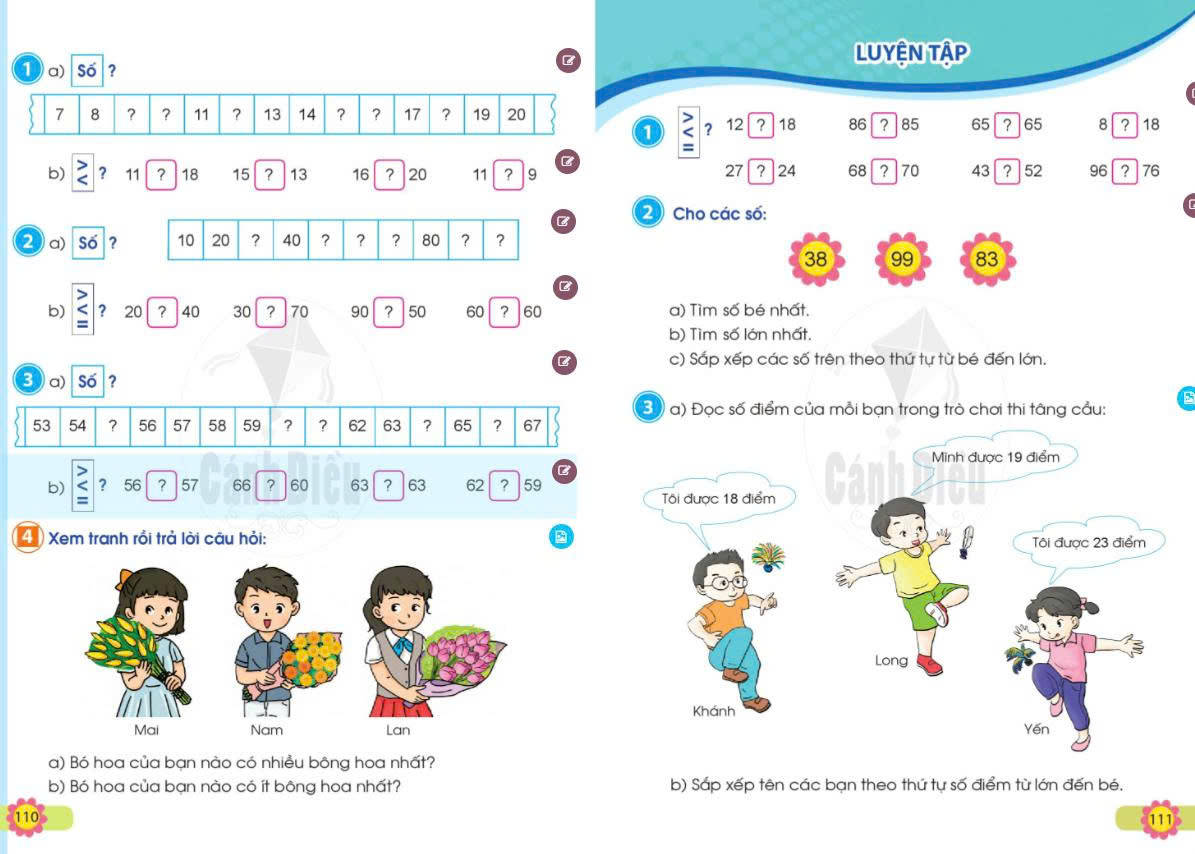 1 a) Số ?
7 8 ? ? 11 ? 13 14 ? ? 17 ? 19 20
b) > < ? 11 ? 18 15 ? 13 16 ? 20 11 ? 9
2 a) Số ? 10 20 ? 40 ? ? ? 80 ? ?
b) > < = ? 20 ? 40 30 ? 70 90 ? 50 60 ? 60
3 a) Số ?
53 54 ? 56 57 58 59 ? ? 62 63 ? 65 ? 67
b) > < = ? 56 ? 57 66 ? 60 63 ? 63 62 ? 59
Cánh Diều
4 Xem tranh rồi trả lời câu hỏi:
Mai Nam Lan
a) Bó hoa của bạn nào có nhiều bông hoa nhất?
b) Bó hoa của bạn nào có ít bông hoa nhất?
110
LUYỆN TẬP
1 > < = ? 12 ? 18 86 ? 85 65 ? 65 8 ? 18
27 ? 24 68 ? 70 43 ? 52 96 ? 76
2 Cho các số:
38 99 83
a) Tìm số bé nhất.
b) Tìm số lớn nhất.
c) Sắp xếp các số trên theo thứ tự từ bé đến lớn.
3 a) Đọc số điểm của mỗi bạn trong trò chơi thi tâng cầu:
Mình được 19 điểm
Cánh Diều
Tôi được 18 điểm
Tôi được 23 điểm
Long
Khánh
Yến
b) Sắp xếp tên các bạn theo thứ tự số điểm từ lớn đến bé.
111